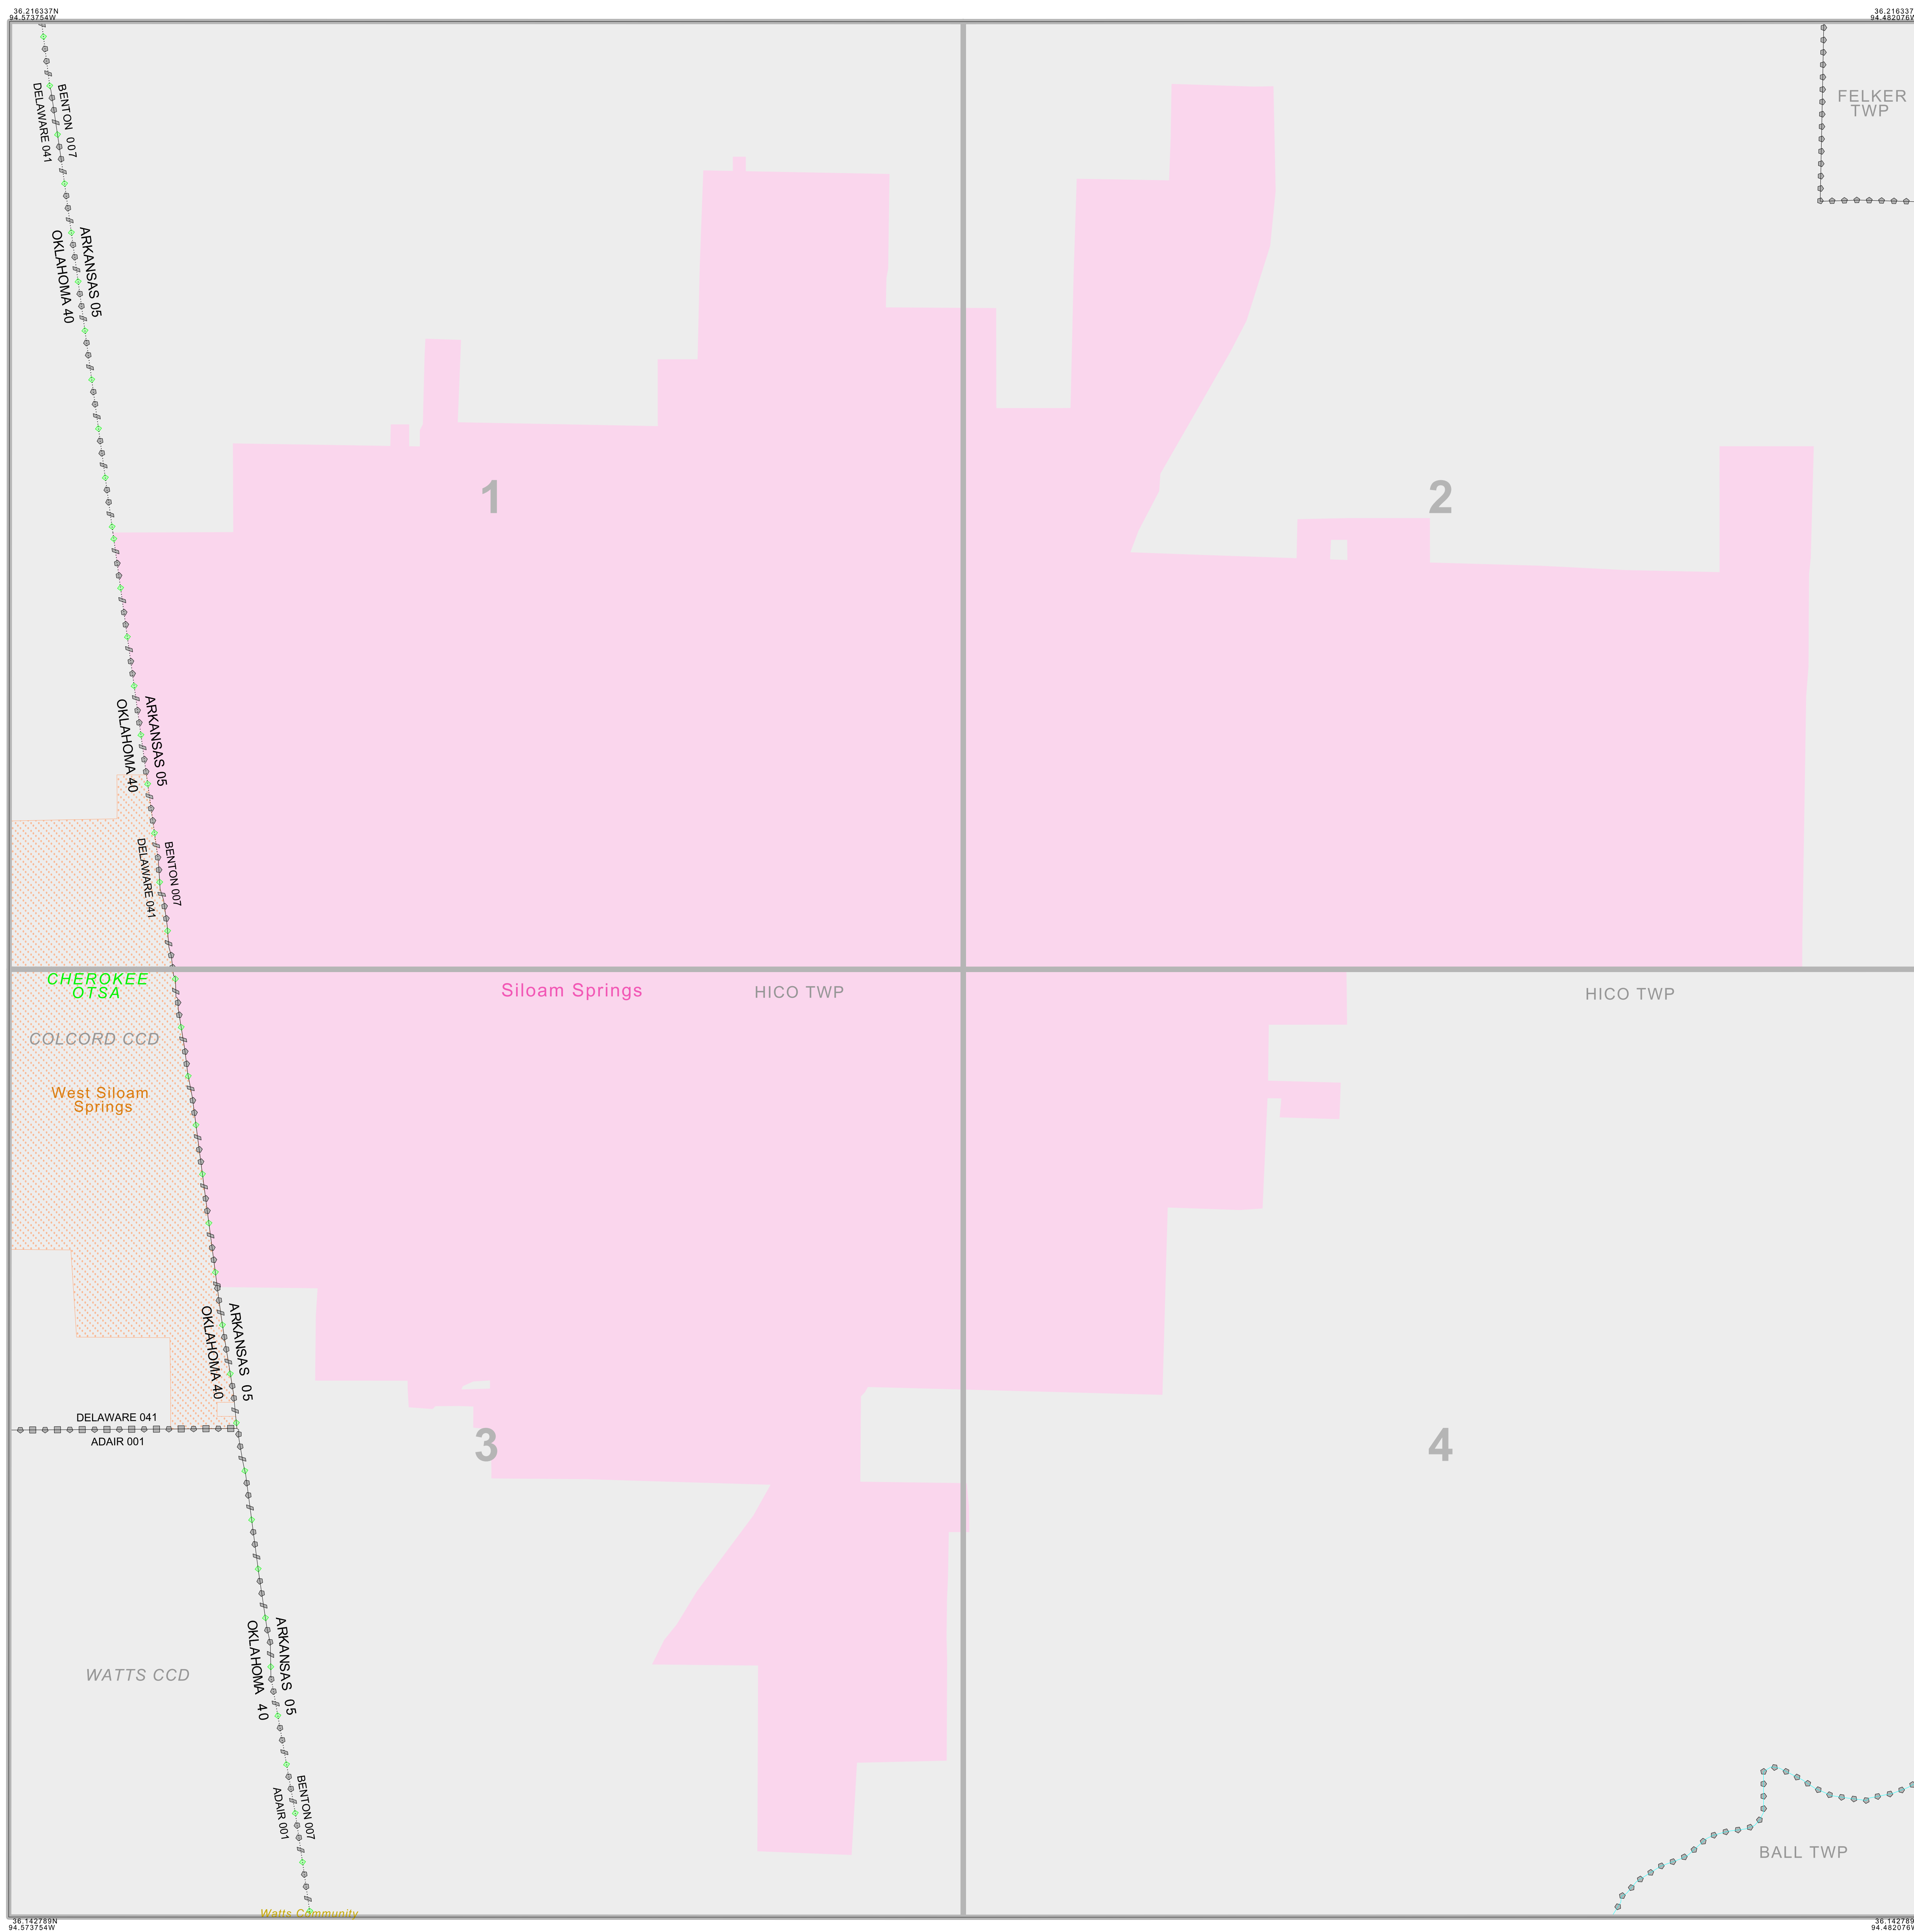 36.216337N
94.573754W
36.216337
94.482076W
BENTON 007
DELAWARE 041
FELKER
TWP
ARKANSAS 05
OKLAHOMA 40
1
2
ARKANSAS 05
OKLAHOMA 40
BENTON 007
DELAWARE 041
CHEROKEE
OTSA
Siloam Springs
HICO TWP
HICO TWP
COLCORD CCD
West Siloam
Springs
ARKANSAS 05
OKLAHOMA 40
DELAWARE 041
ADAIR 001
3
4
ARKANSAS 05
OKLAHOMA 40
WATTS CCD
BENTON 007
ADAIR 001
BALL TWP
Watts Community
36.142789N
94.573754W
36.142789
94.482076W